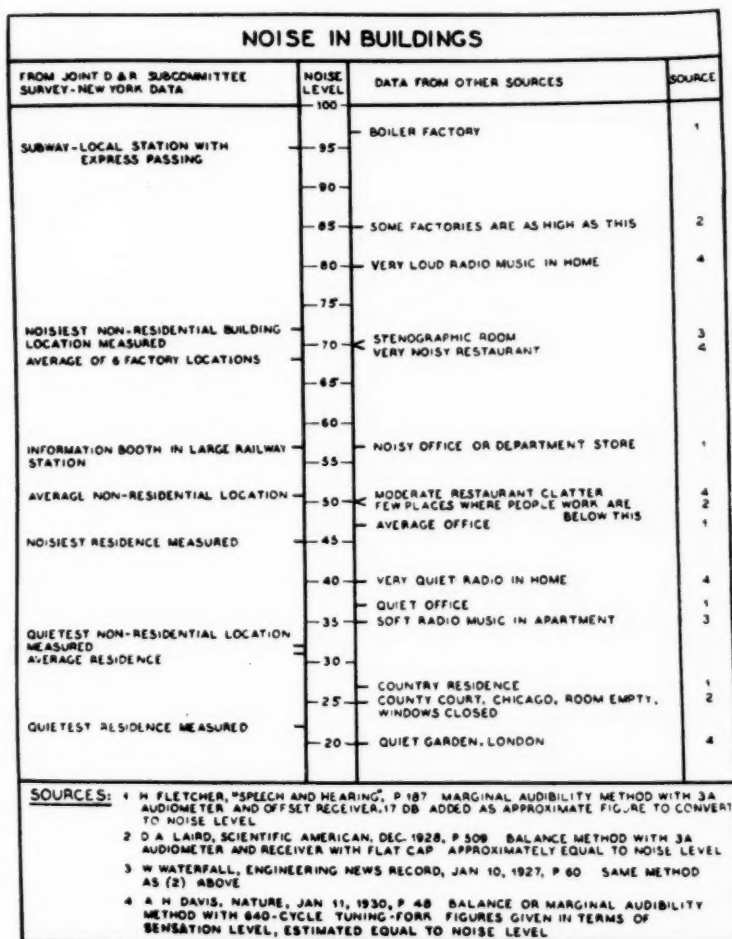 NOISE IN BUILDINGS
FROM JOINT D & R SUBCOMMITTEE
SURVEY-NEW YORK DATA
NOISE
LEVEL
DATA FROM OTHER SOURCES
SOURCE
100
BOILER FACTORY 1
SUBWAY-LOCAL STATION WITH
EXPRESS PASSING
95
90
85
SOME FACTORIES ARE AS HIGH AS THIS 2
80
VERY LOUD RADIO MUSIC IN HOME 4
75
NOISIEST NON-RESIDENTIAL BUILDING
LOCATION MEASURED
STENOGRAPHIC ROOM 3
70
VERY NOISY RESTAURANT 4
AVERAGE OF 6 FACTORY LOCATIONS
65
60
INFORMATION BOOTH IN LARGE RAILWAY
STATION
NOISY OFFICE OR DEPARTMENT STORE 1
55
AVERAGE NON-RESIDENTIAL LOCATION
50
MODERATE RESTAURANT CLATTER 4
FEW PLACES WHERE PEOPLE WORK ARE 2
BELOW THIS
AVERAGE OFFICE 1
NOISIEST RESIDENCE MEASURED
45
40
VERY QUIET RADIO IN HOME 4
QUIET OFFICE 1
35
SOFT RADIO MUSIC IN APARTMENT 3
QUIETEST NON-RESIDENTIAL LOCATION
MEASURED
AVERAGE RESIDENCE
30
COUNTRY RESIDENCE 1
25
COUNTY COURT, CHICAGO, ROOM EMPTY, 2
WINDOWS CLOSED
QUIETEST RESIDENCE MEASURED
20
QUIET GARDEN, LONDON 4
SOURCES: 1 H FLETCHER, "SPEECH AND HEARING", P 187 MARGINAL AUDIBILITY METHOD WITH 3A
AUDIOMETER AND OFFSET RECEIVER, 17 DB ADDED AS APPROXIMATE FIGURE TO CONVERT
TO NOISE LEVEL
2 D A LAIRD, SCIENTIFIC AMERICAN, DEC. 1928, P 509 BALANCE METHOD WITH 3A
AUDIOMETER AND RECEIVER WITH FLAT CAP APPROXIMATELY EQUAL TO NOISE LEVEL
3 W WATERFALL, ENGINEERING NEWS RECORD, JAN 10, 1927, P 60 SAME METHOD
AS (2) ABOVE
4 A H DAVIS, NATURE, JAN 11, 1930, P 48 BALANCE OR MARGINAL AUDIBILITY
METHOD WITH 640-CYCLE TUNING-FORK FIGURES GIVEN IN TERMS OF
SENSATION LEVEL, ESTIMATED EQUAL TO NOISE LEVEL